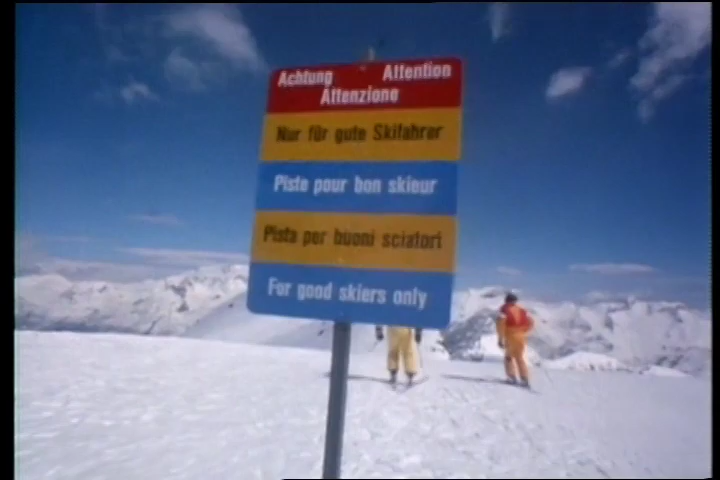 Achtung Attention
Attenzione
Nur für gute Skifahrer
Piste pour bon skieur
Pista per buoni sciatori
For good skiers only